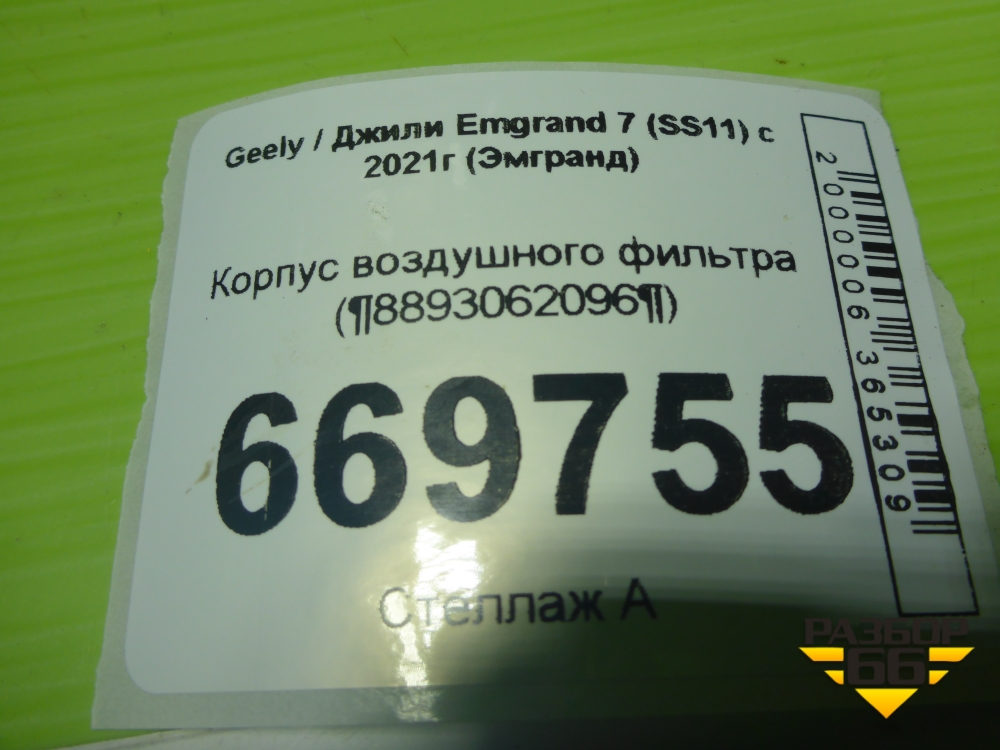 Geely / Джили Emgrand 7 (SS11) с
2021г (Эмгранд)
Корпус воздушного фильтра
(¶8893062096¶)
669755
Стеллаж А
2000006365309
РАЗБОР
66